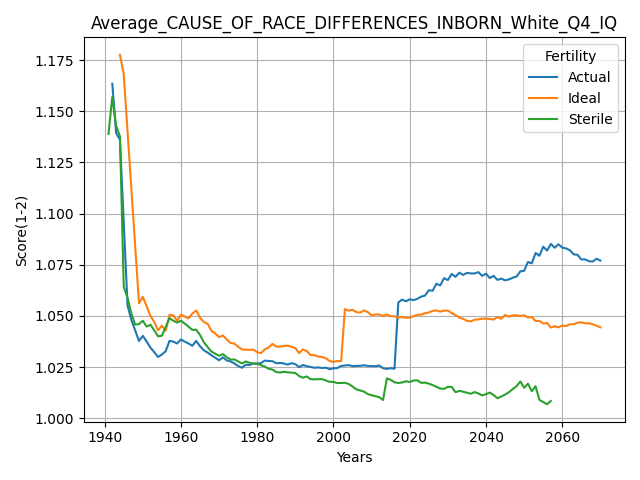 Average_CAUSE_OF_RACE_DIFFERENCES_INBORN_White_Q4_IQ
Fertility
Actual
Ideal
Sterile
Score(1-2)
1.175
1.150
1.125
1.100
1.075
1.050
1.025
1.000
1940 1960 1980 2000 2020 2040 2060
Years